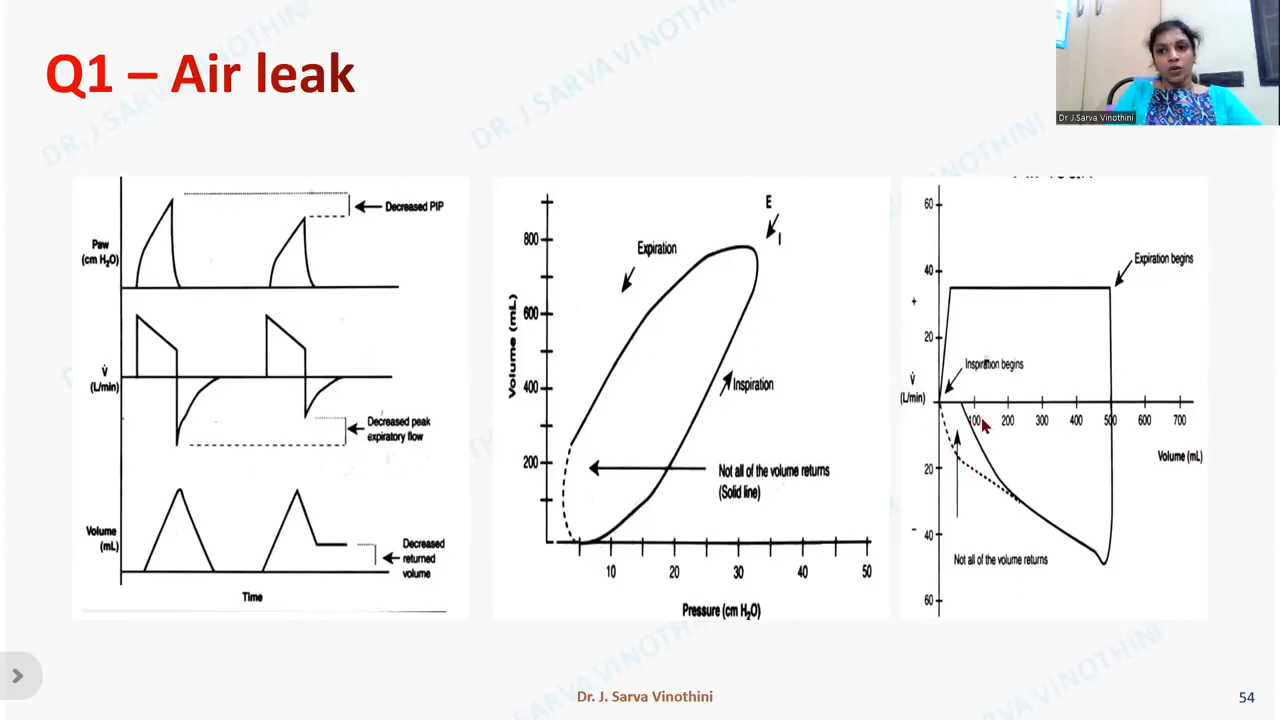 Q1 – Air leak
DR. J. SARVA VINOTHINI
DR. J. SARVA VINOTHINI
Dr J.Sarva Vinothini
Decreased PIP
Paw
(cm H₂O)
V̇
(L/min)
Decreased peak
expiratory flow
Volume
(mL)
Decreased
returned
volume
Time
E
I
Expiration
800
600
400
200
Volume (mL)
Inspiration
Not all of the volume returns
(Solid line)
10 20 30 40 50
Pressure (cm H₂O)
60
40
+
20
Expiration begins
Inspiration begins
V̇
(L/min)
100 200 300 400 500 600 700
Volume (mL)
20
–
40
60
Not all of the volume returns
Dr. J. Sarva Vinothini
54